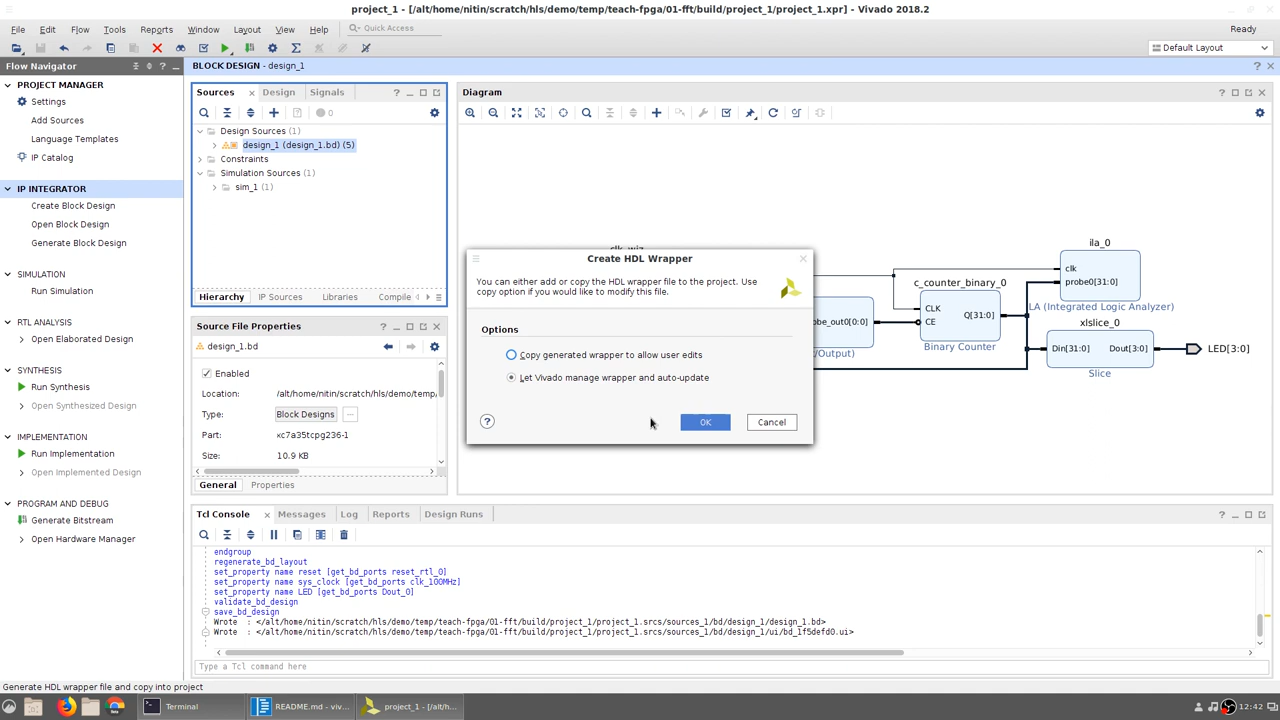 project_1 - [/alt/home/nitin/scratch/hls/demo/temp/teach-fpga/01-fft/build/project_1/project_1.xpr] - Vivado 2018.2
File Edit Flow Tools Reports Window Layout View Help Quick Access Ready
Default Layout
Flow Navigator
PROJECT MANAGER
Settings
Add Sources
Language Templates
IP Catalog
IP INTEGRATOR
Create Block Design
Open Block Design
Generate Block Design
SIMULATION
Run Simulation
RTL ANALYSIS
Open Elaborated Design
SYNTHESIS
Run Synthesis
Open Synthesized Design
IMPLEMENTATION
Run Implementation
Open Implemented Design
PROGRAM AND DEBUG
Generate Bitstream
Open Hardware Manager
BLOCK DESIGN - design_1
Sources Design Signals
0
Design Sources (1)
design_1 (design_1.bd) (5)
Constraints
Simulation Sources (1)
sim_1 (1)
Hierarchy IP Sources Libraries Compile
Source File Properties
design_1.bd
Enabled
Location: /alt/home/nitin/scratch/hls/demo/temp/
Type: Block Designs
Part: xc7a35tcpg236-1
Size: 10.9 KB
General Properties
Diagram
ila_0
clk
probe0[31:0]
LA (Integrated Logic Analyzer)
c_counter_binary_0
CLK
CE
Q[31:0]
Binary Counter
obe_out0[0:0]
/Output)
xlslice_0
Din[31:0] Dout[3:0]
Slice
LED[3:0]
Create HDL Wrapper
You can either add or copy the HDL wrapper file to the project. Use
copy option if you would like to modify this file.
Options
Copy generated wrapper to allow user edits
Let Vivado manage wrapper and auto-update
? OK Cancel
Tcl Console Messages Log Reports Design Runs
endgroup
regenerate_bd_layout
set_property name reset [get_bd_ports reset_rtl_0]
set_property name sys_clock [get_bd_ports clk_100MHz]
set_property name LED [get_bd_ports Dout_0]
validate_bd_design
save_bd_design
Wrote : </alt/home/nitin/scratch/hls/demo/temp/teach-fpga/01-fft/build/project_1/project_1.srcs/sources_1/bd/design_1/design_1.bd>
Wrote : </alt/home/nitin/scratch/hls/demo/temp/teach-fpga/01-fft/build/project_1/project_1.srcs/sources_1/bd/design_1/ui/bd_1f5defd0.ui>
Type a Tcl command here
Generate HDL wrapper file and copy into project
Terminal README.md - viv... project_1 - [/alt/h... 12:42